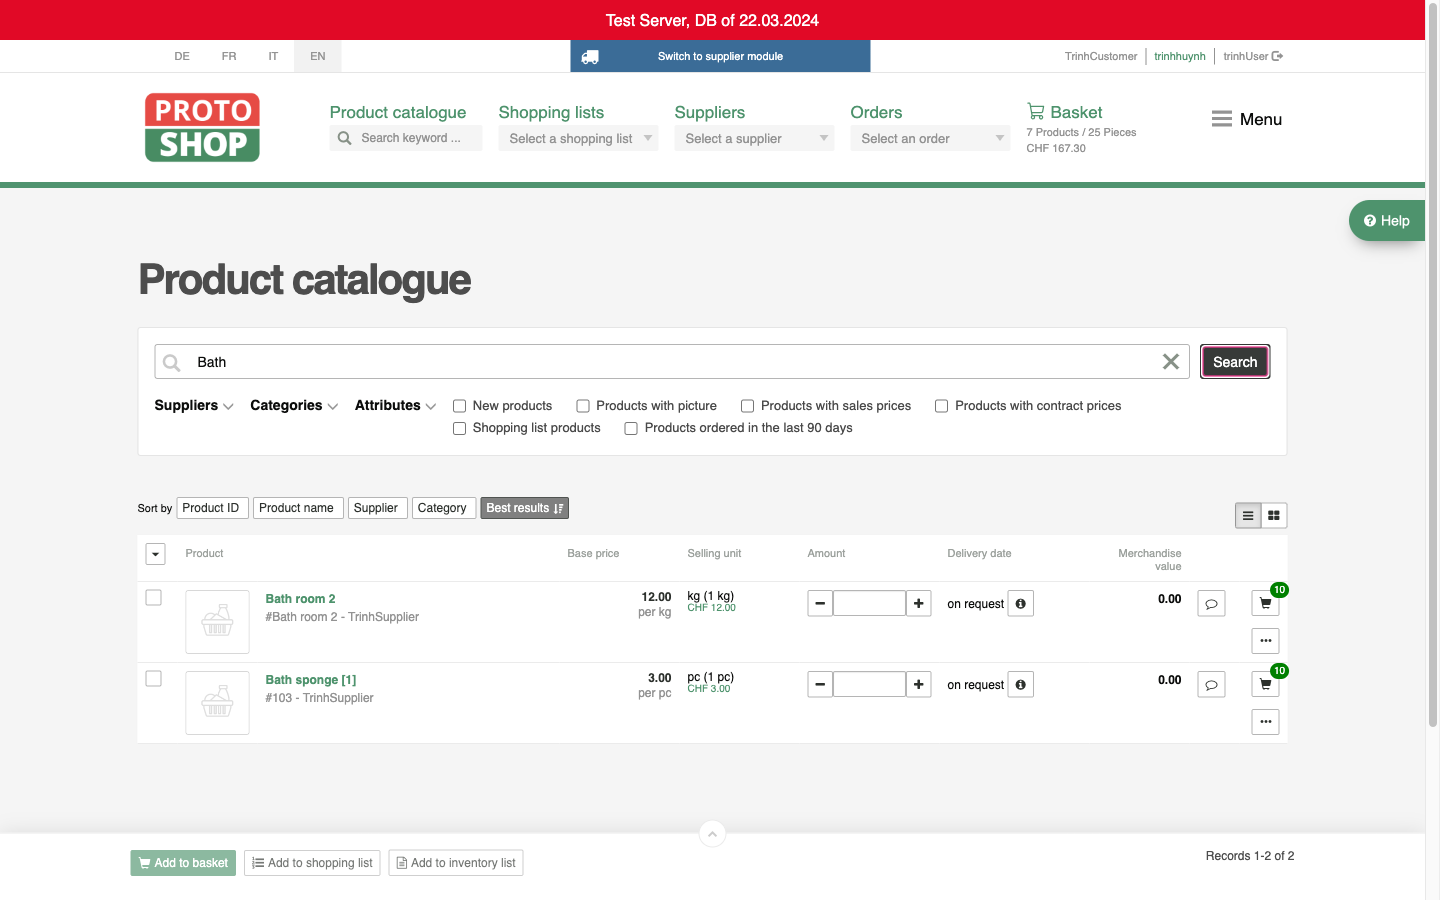 Test Server, DB of 22.03.2024
DE FR IT EN
Switch to supplier module
TrinhCustomer trinhhuynh trinhUser
PROTO
SHOP
Product catalogue Shopping lists Suppliers Orders Basket
Search keyword ... Select a shopping list Select a supplier Select an order
7 Products / 25 Pieces
CHF 167.30
Menu
Help
Product catalogue
Bath
Search
Suppliers Categories Attributes New products Products with picture Products with sales prices Products with contract prices
Shopping list products Products ordered in the last 90 days
Sort by Product ID Product name Supplier Category Best results
Product Base price Selling unit Amount Delivery date Merchandise value
Bath room 2 12.00 kg (1 kg) on request 0.00 10
#Bath room 2 - TrinhSupplier per kg CHF 12.00
Bath sponge [1] 3.00 pc (1 pc) on request 0.00 10
#103 - TrinhSupplier per pc CHF 3.00
Add to basket Add to shopping list Add to inventory list Records 1-2 of 2